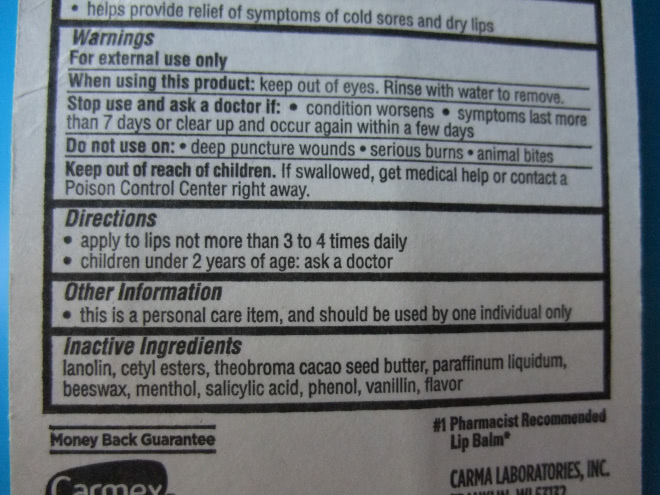 • helps provide relief of symptoms of cold sores and dry lips
Warnings
For external use only
When using this product: keep out of eyes. Rinse with water to remove.
Stop use and ask a doctor if: • condition worsens • symptoms last more
than 7 days or clear up and occur again within a few days
Do not use on: • deep puncture wounds • serious burns • animal bites
Keep out of reach of children. If swallowed, get medical help or contact a
Poison Control Center right away.
Directions
• apply to lips not more than 3 to 4 times daily
• children under 2 years of age: ask a doctor
Other Information
• this is a personal care item, and should be used by one individual only
Inactive Ingredients
lanolin, cetyl esters, theobroma cacao seed butter, paraffinum liquidum,
beeswax, menthol, salicylic acid, phenol, vanillin, flavor
Money Back Guarantee
#1 Pharmacist Recommended
Lip Balm*
Carmex
CARMA LABORATORIES, INC.
FRANKLIN, WI 53132